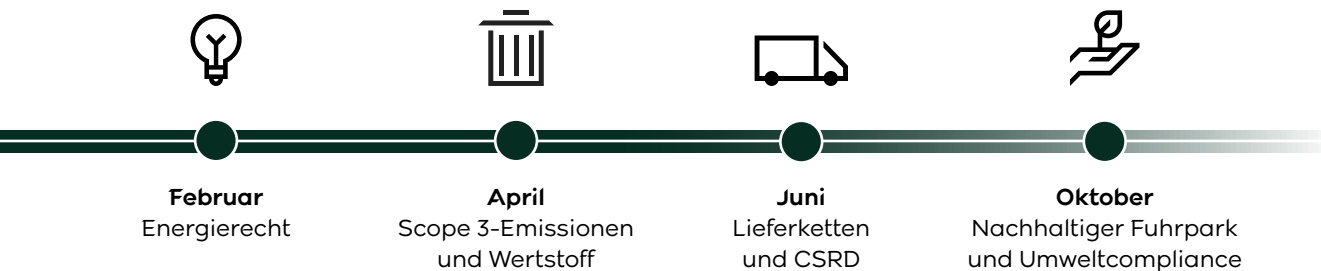 Februar
Energierecht
April
Scope 3-Emissionen
und Wertstoff
Juni
Lieferketten
und CSRD
Oktober
Nachhaltiger Fuhrpark
und Umweltcompliance